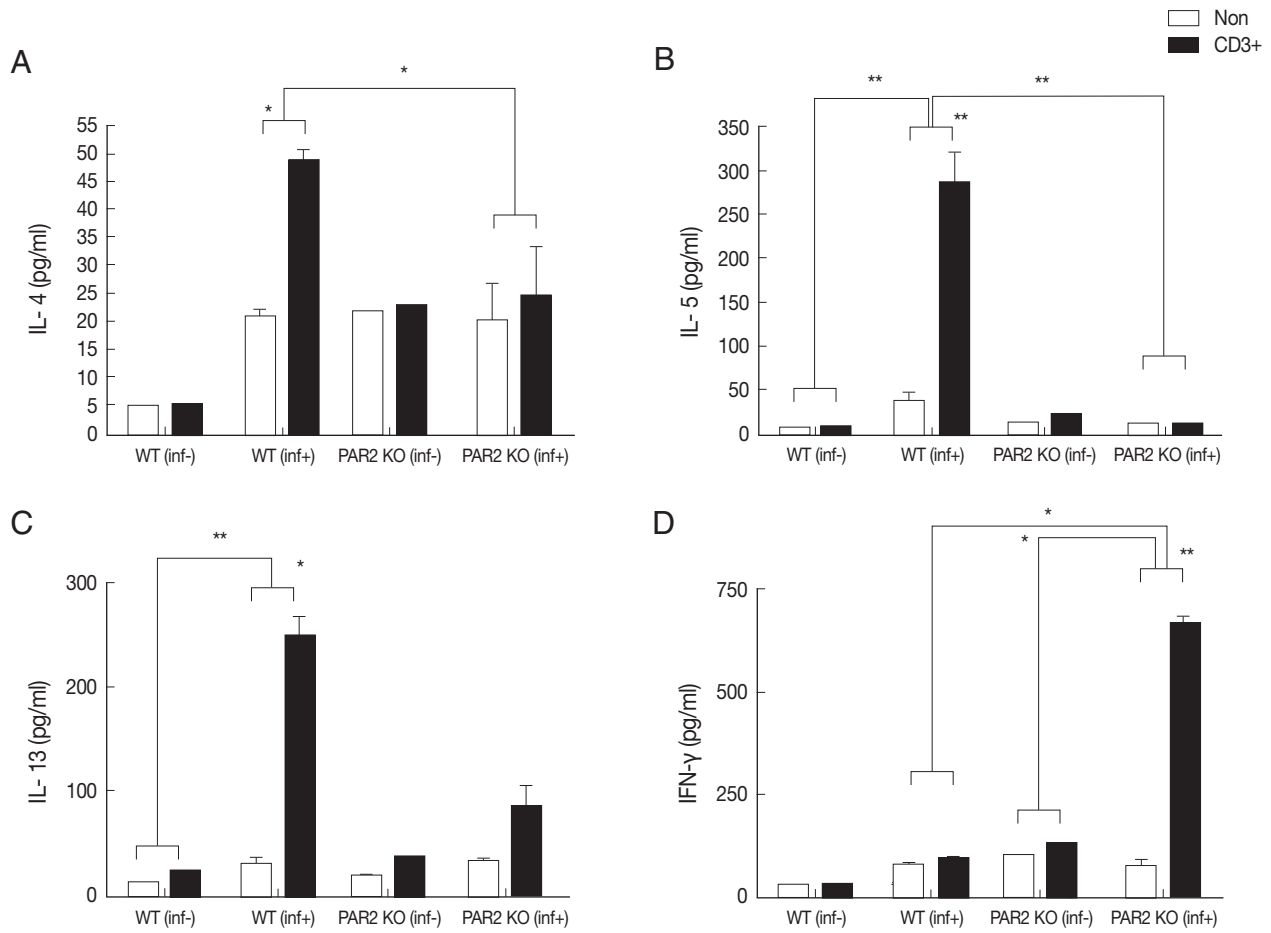 Non
CD3+
A
*
*
55
50
45
40
35
30
25
20
15
10
5
0
IL- 4 (pg/ml)
WT (inf-) WT (inf+) PAR2 KO (inf-) PAR2 KO (inf+)
B
** **
**
350
300
250
200
150
100
50
0
IL- 5 (pg/ml)
WT (inf-) WT (inf+) PAR2 KO (inf-) PAR2 KO (inf+)
C
**
*
300
200
100
0
IL- 13 (pg/ml)
WT (inf-) WT (inf+) PAR2 KO (inf-) PAR2 KO (inf+)
D
*
*
**
750
500
250
0
IFN-γ (pg/ml)
WT (inf-) WT (inf+) PAR2 KO (inf-) PAR2 KO (inf+)